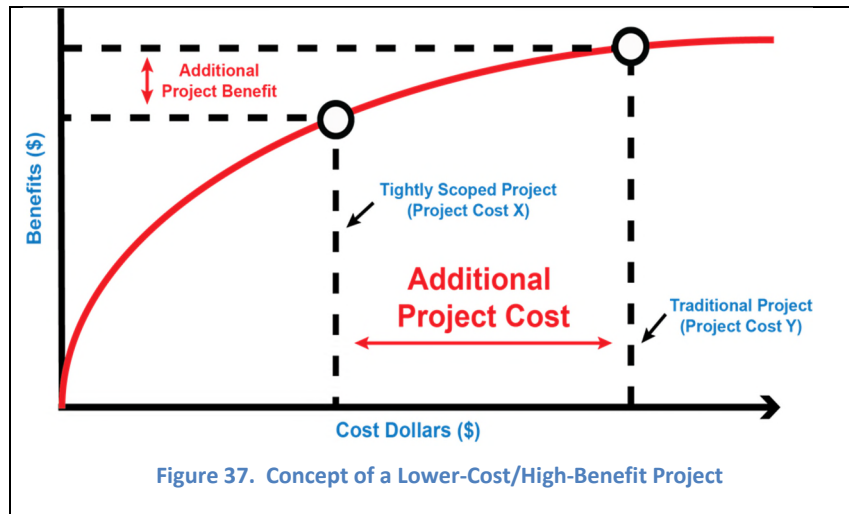 Additional
Project Benefit
Benefits ($)
Tightly Scoped Project
(Project Cost X)
Additional
Project Cost
Traditional Project
(Project Cost Y)
Cost Dollars ($)
Figure 37.  Concept of a Lower-Cost/High-Benefit Project